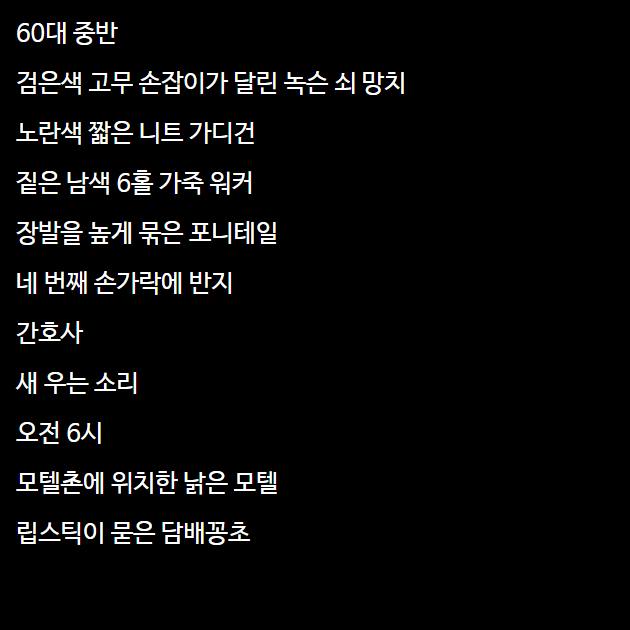 60대 중반
검은색 고무 손잡이가 달린 녹슨 쇠 망치
노란색 짧은 니트 가디건
짙은 남색 6홀 가죽 워커
장발을 높게 묶은 포니테일
네 번째 손가락에 반지
간호사
새 우는 소리
오전 6시
모텔촌에 위치한 낡은 모텔
립스틱이 묻은 담배꽁초